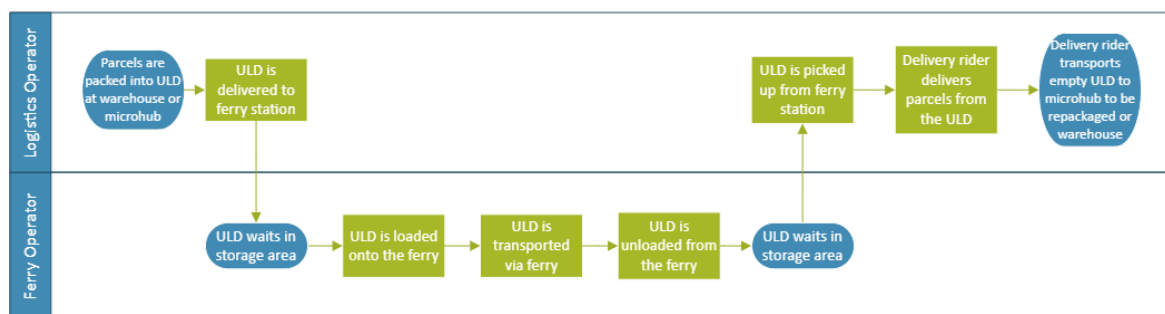 Logistics Operator
Parcels are
packed into ULD
at warehouse or
microhub
ULD is
delivered to
ferry station
ULD is picked
up from ferry
station
Delivery rider
delivers
parcels from
the ULD
Delivery rider
transports
empty ULD to
microhub to be
repackaged or
warehouse
Ferry Operator
ULD waits in
storage area
ULD is loaded
onto the ferry
ULD is
transported
via ferry
ULD is
unloaded from
the ferry
ULD waits in
storage area